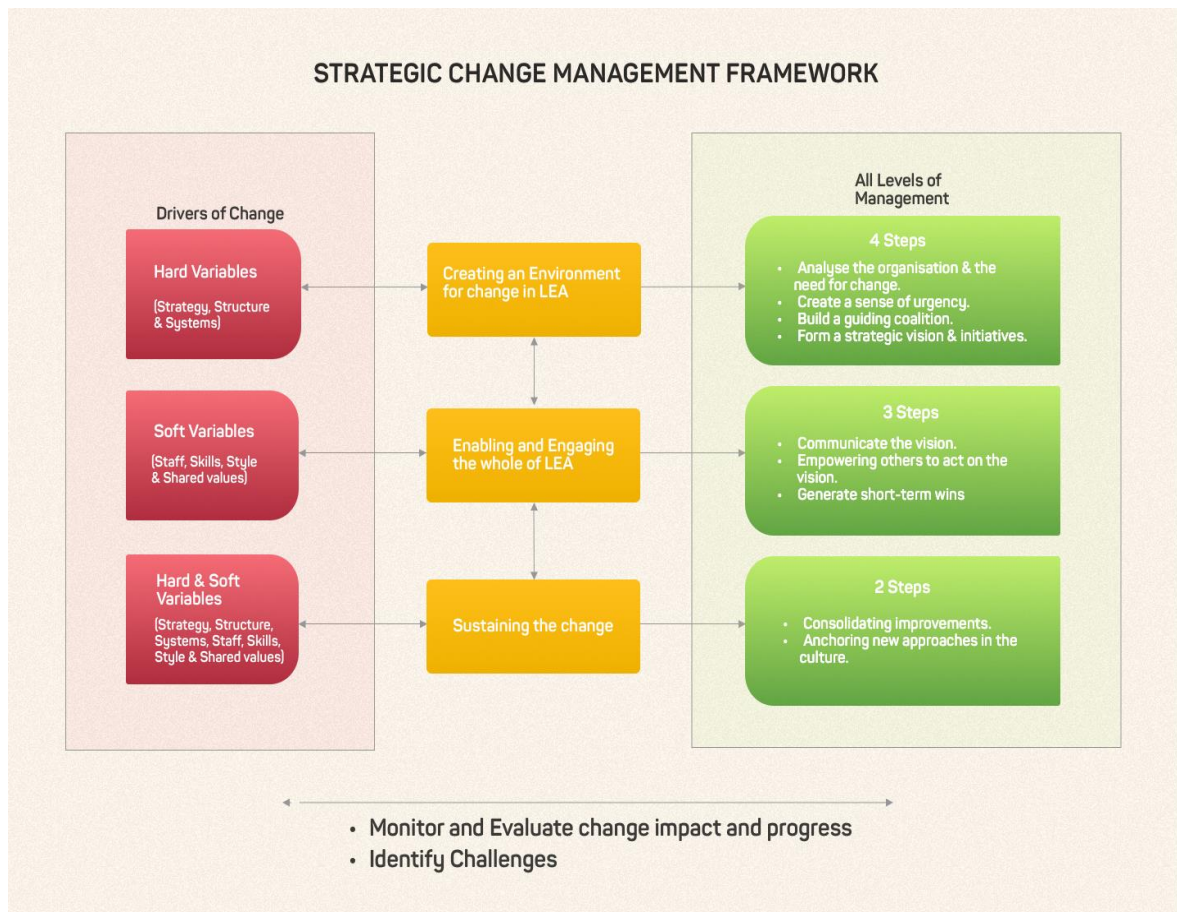 STRATEGIC CHANGE MANAGEMENT FRAMEWORK
Drivers of Change
Hard Variables
(Strategy, Structure
& Systems)
Soft Variables
(Staff, Skills, Style
& Shared values)
Hard & Soft
Variables
(Strategy, Structure,
Systems, Staff, Skills,
Style & Shared values)
Creating an Environment
for change in LEA
Enabling and Engaging
the whole of LEA
Sustaining the change
All Levels of
Management
4 Steps
• Analyse the organisation & the
need for change.
• Create a sense of urgency.
• Build a guiding coalition.
• Form a strategic vision & initiatives.
3 Steps
• Communicate the vision.
• Empowering others to act on the
vision.
• Generate short-term wins
2 Steps
• Consolidating improvements.
• Anchoring new approaches in the
culture.
• Monitor and Evaluate change impact and progress
• Identify Challenges